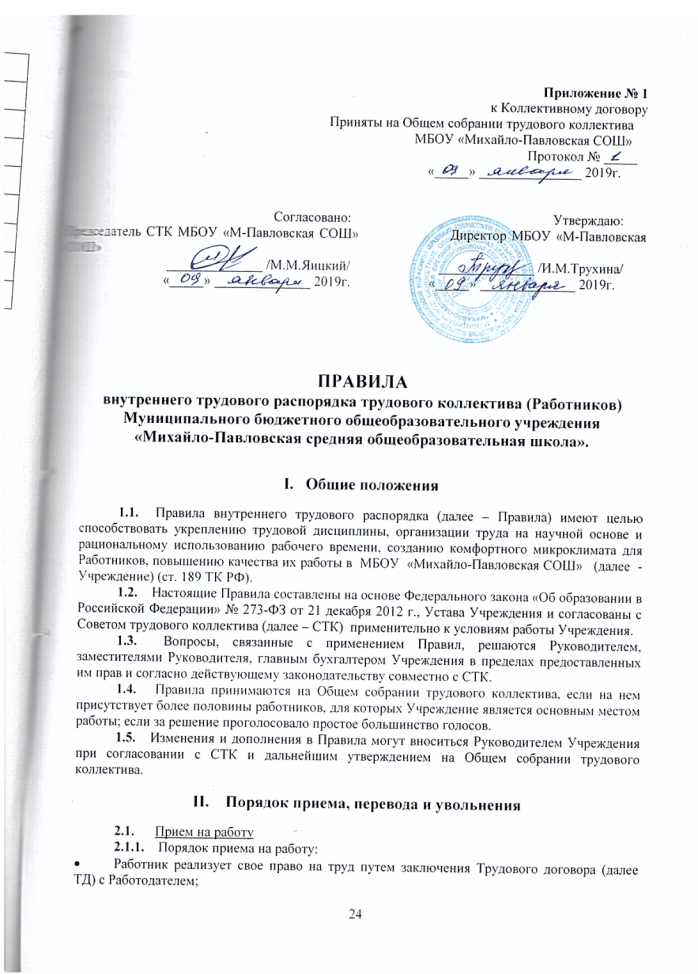 Приложение № 1
к Коллективному договору
Приняты на Общем собрании трудового коллектива
МБОУ «Михайло-Павловская СОШ»
Протокол № 1
« 09 » января 2019г.
Согласовано:
Председатель СТК МБОУ «М-Павловская СОШ»
/М.М.Яицкий/
« 09 » января 2019г.
Утверждаю:
Директор МБОУ «М-Павловская СОШ»
/И.М.Трухина/
« 09 » января 2019г.
ПРАВИЛА
внутреннего трудового распорядка трудового коллектива (Работников)
Муниципального бюджетного общеобразовательного учреждения
«Михайло-Павловская средняя общеобразовательная школа».
I. Общие положения
1.1. Правила внутреннего трудового распорядка (далее – Правила) имеют целью
способствовать укреплению трудовой дисциплины, организации труда на научной основе и
рациональному использованию рабочего времени, созданию комфортного микроклимата для
Работников, повышению качества их работы в МБОУ «Михайло-Павловская СОШ» (далее -
Учреждение) (ст. 189 ТК РФ).
1.2. Настоящие Правила составлены на основе Федерального закона «Об образовании в
Российской Федерации» № 273-ФЗ от 21 декабря 2012 г., Устава Учреждения и согласованы с
Советом трудового коллектива (далее – СТК) применительно к условиям работы Учреждения.
1.3. Вопросы, связанные с применением Правил, решаются Руководителем,
заместителями Руководителя, главным бухгалтером Учреждения в пределах предоставленных
им прав и согласно действующему законодательству совместно с СТК.
1.4. Правила принимаются на Общем собрании трудового коллектива, если на нем
присутствует более половины работников, для которых Учреждение является основным местом
работы; если за решение проголосовало простое большинство голосов.
1.5. Изменения и дополнения в Правила могут вноситься Руководителем Учреждения
при согласовании с СТК и дальнейшим утверждением на Общем собрании трудового
коллектива.
II. Порядок приема, перевода и увольнения
2.1. Прием на работу
2.1.1. Порядок приема на работу:
• Работник реализует свое право на труд путем заключения Трудового договора (далее
ТД) с Работодателем;
24